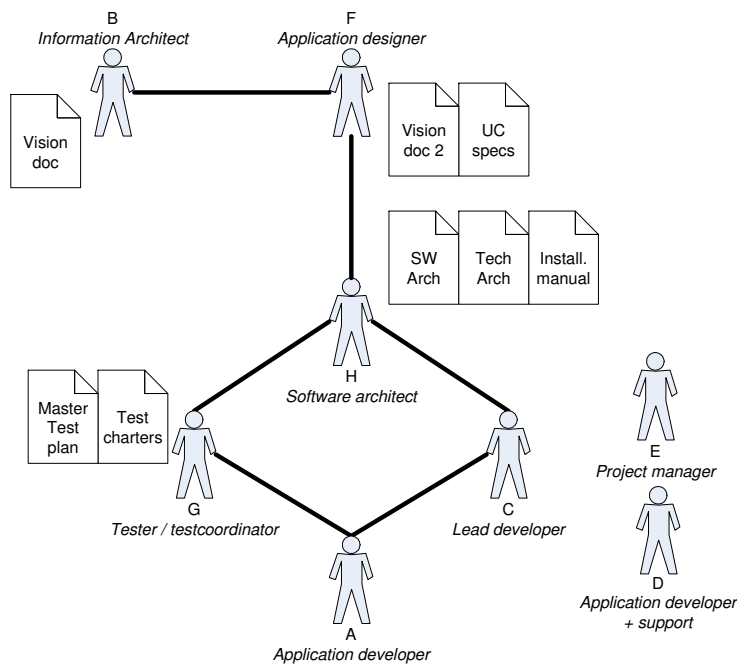 B
Information Architect
F
Application designer
Vision
doc
Vision
doc 2
UC
specs
SW
Arch
Tech
Arch
Install.
manual
H
Software architect
Master
Test
plan
Test
charters
G
Tester / testcoordinator
C
Lead developer
E
Project manager
A
Application developer
D
Application developer
+ support